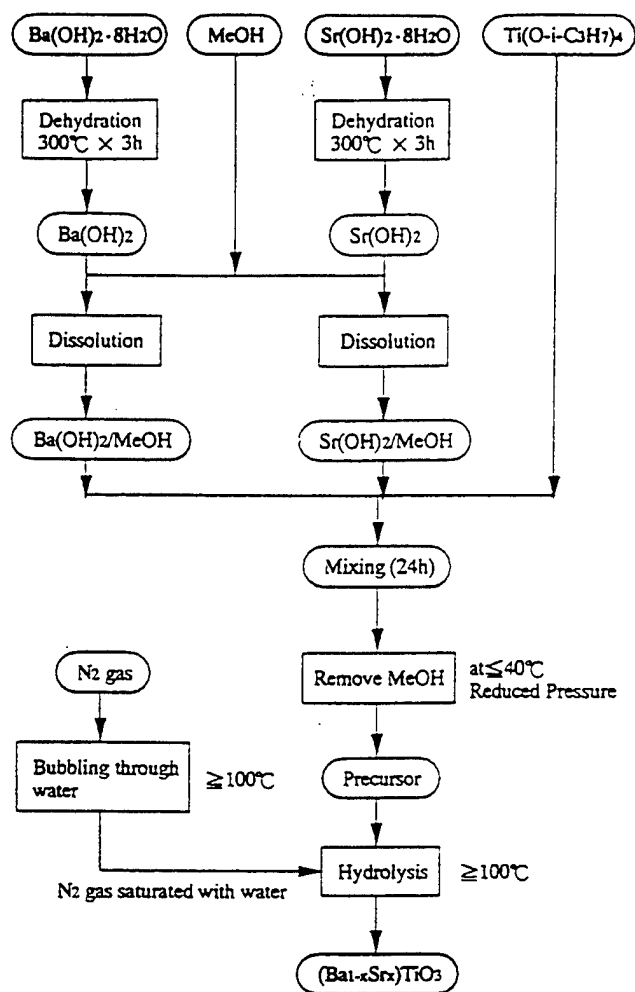 Ba(OH)2·8H2O
MeOH
Sr(OH)2·8H2O
Ti(O-i-C3H7)4
Dehydration
300℃ × 3h
Dehydration
300℃ × 3h
Ba(OH)2
Sr(OH)2
Dissolution
Dissolution
Ba(OH)2/MeOH
Sr(OH)2/MeOH
Mixing (24h)
N2 gas
Remove MeOH
at≦40℃
Reduced Pressure
Bubbling through
water
≧100℃
Precursor
N2 gas saturated with water
Hydrolysis
≧100℃
(Ba1-xSrx)TiO3